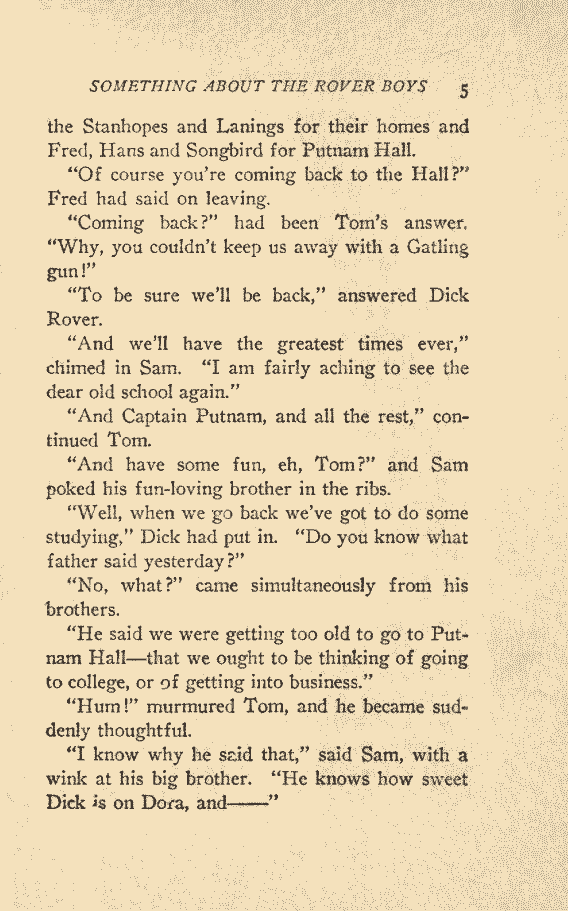 SOMETHING ABOUT THE ROVER BOYS 5
the Stanhopes and Lanings for their homes and
Fred, Hans and Songbird for Putnam Hall.
“Of course you're coming back to the Hall?”
Fred had said on leaving.
“Coming back?” had been Tom's answer.
“Why, you couldn't keep us away with a Gatling
gun!”
“To be sure we'll be back,” answered Dick
Rover.
“And we'll have the greatest times ever,”
chimed in Sam. “I am fairly aching to see the
dear old school again.”
“And Captain Putnam, and all the rest,” con-
tinued Tom.
“And have some fun, eh, Tom?” and Sam
poked his fun-loving brother in the ribs.
“Well, when we go back we've got to do some
studying,” Dick had put in. “Do you know what
father said yesterday?”
“No, what?” came simultaneously from his
brothers.
“He said we were getting too old to go to Put-
nam Hall—that we ought to be thinking of going
to college, or of getting into business.”
“Hum!” murmured Tom, and he became sud-
denly thoughtful.
“I know why he said that,” said Sam, with a
wink at his big brother. “He knows how sweet
Dick is on Dora, and——”